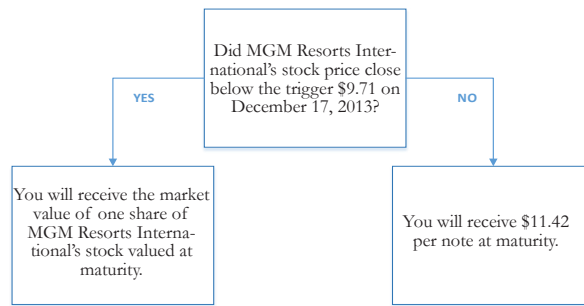 Did MGM Resorts Inter-
national's stock price close
below the trigger $9.71 on
December 17, 2013?
YES
NO
You will receive the market
value of one share of
MGM Resorts Interna-
tional's stock valued at
maturity.
You will receive $11.42
per note at maturity.